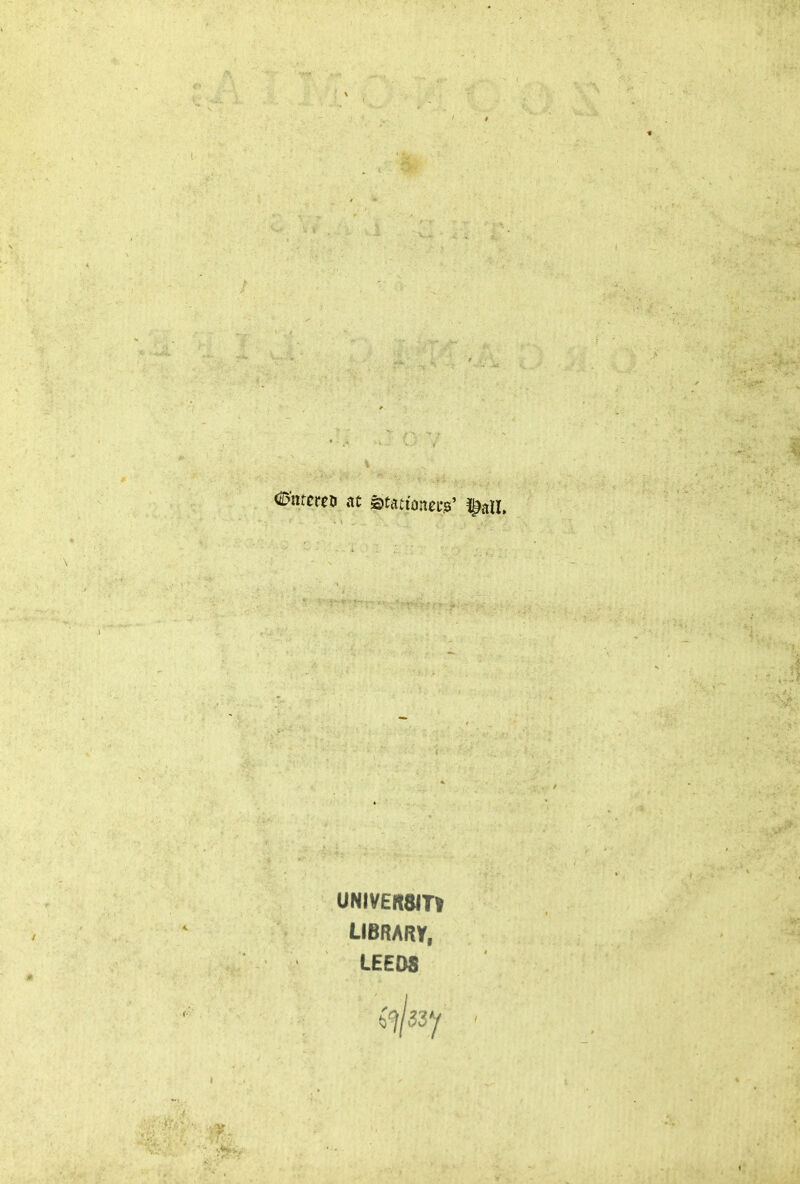 Entered at Stationers' Hall.
UNIVERSITY
LIBRARY,
LEEDS